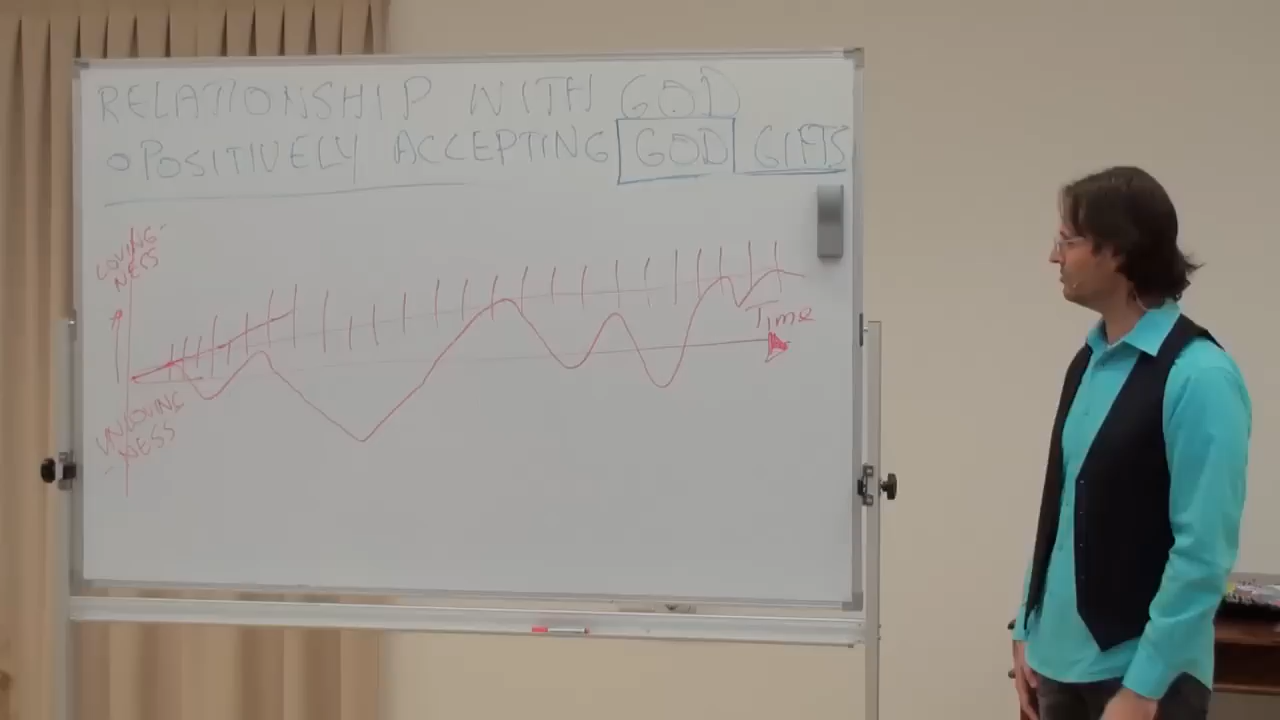 RELATIONSHIP WITH GOD
o POSITIVELY ACCEPTING GOD GIFTS
LOVING-
NESS
Time
UNLOVING
-NESS